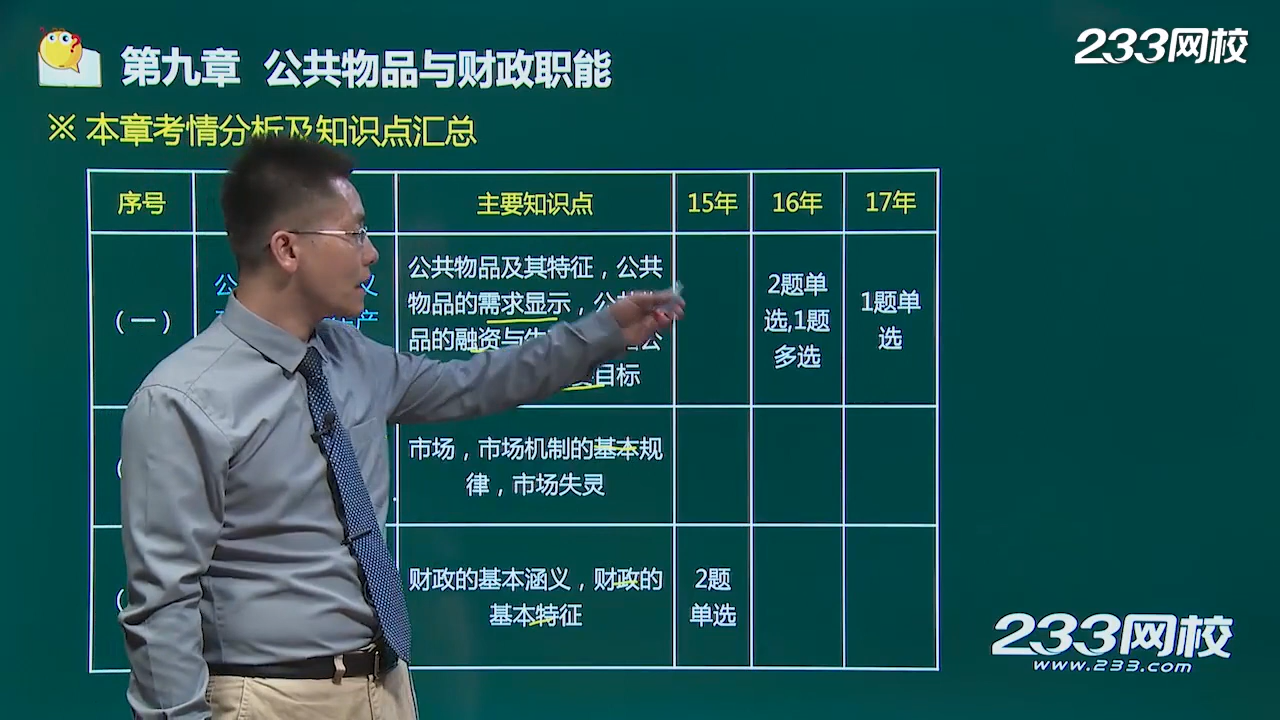 第九章 公共物品与财政职能
233网校
※ 本章考情分析及知识点汇总
序号
主要知识点
15年
16年
17年
（一）
公
义
产
公共物品及其特征，公共
物品的需求显示，公共
品的融资与生
公
目标
2题单
选,1题
多选
1题单
选
市场，市场机制的基本规
律，市场失灵
财政的基本涵义，财政的
基本特征
2题
单选
233网校
www.233.com